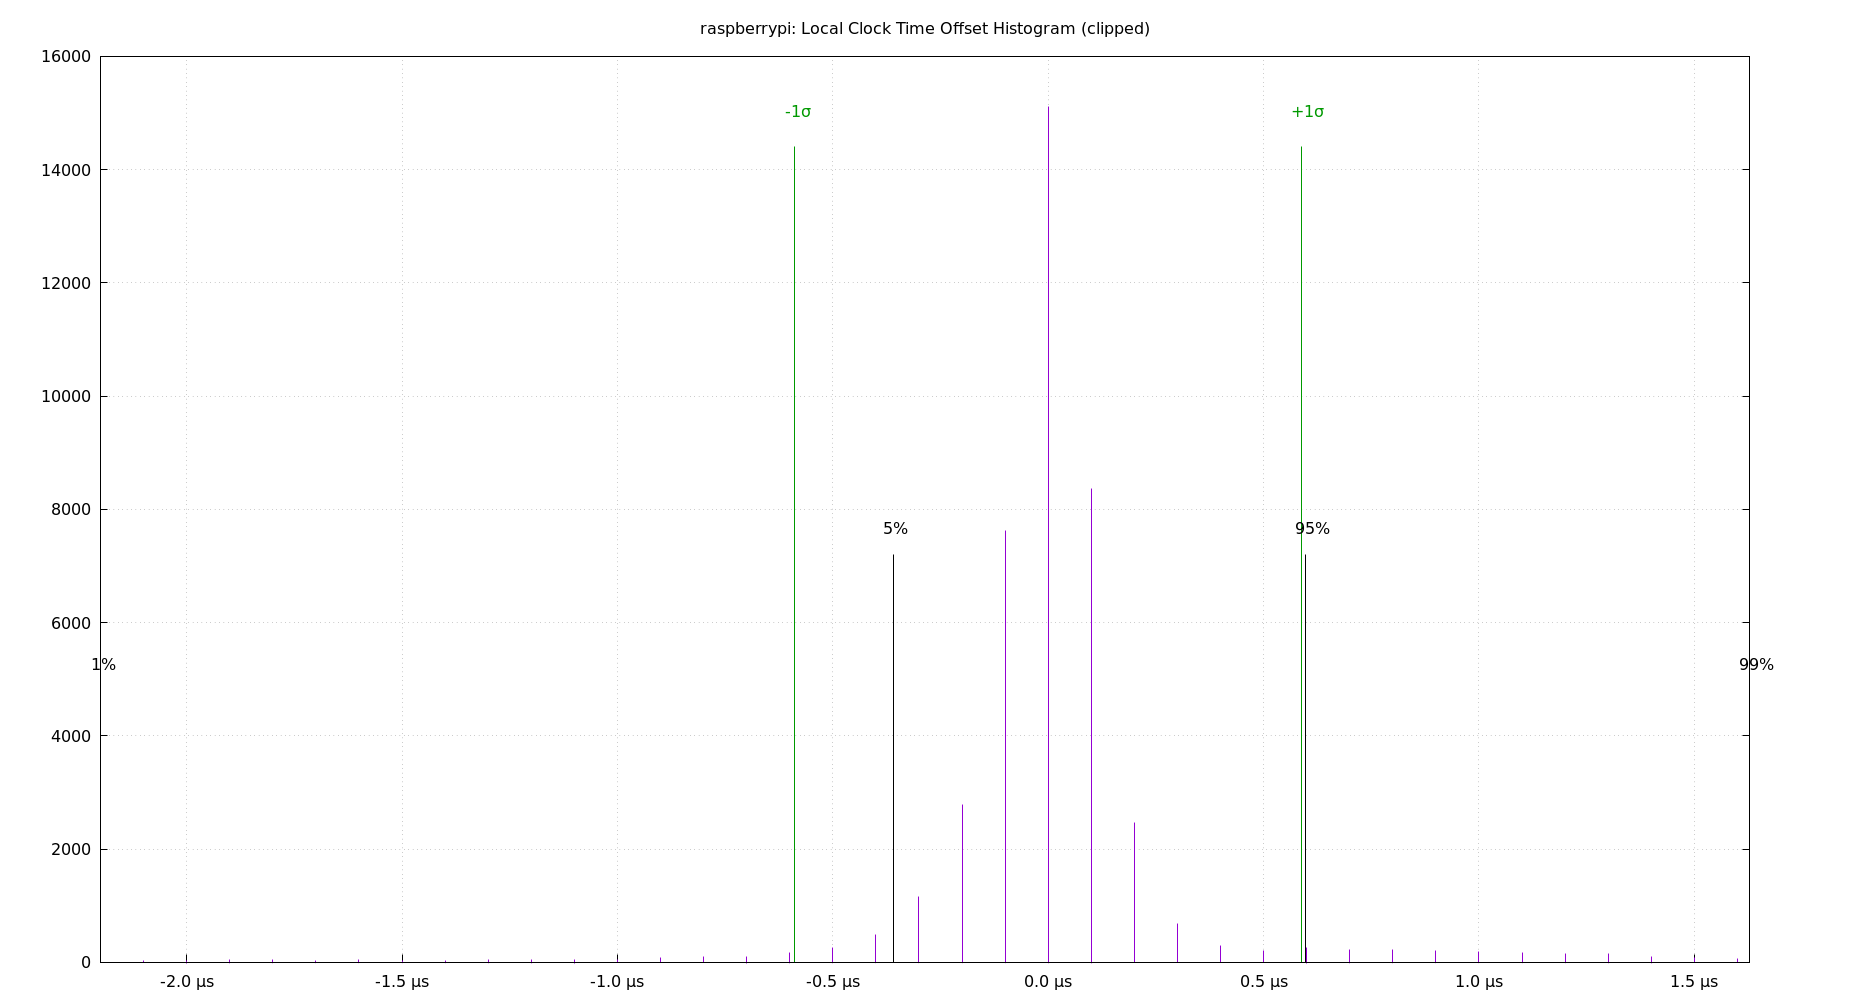 raspberrypi: Local Clock Time Offset Histogram (clipped)
16000
-1σ
+1σ
14000
12000
10000
8000
5%
95%
6000
1%
99%
4000
2000
0
-2.0 µs
-1.5 µs
-1.0 µs
-0.5 µs
0.0 µs
0.5 µs
1.0 µs
1.5 µs